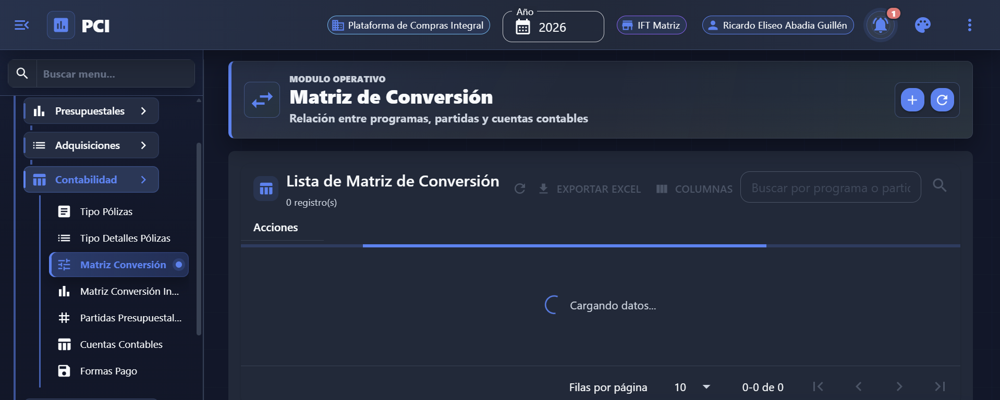 PCI
Plataforma de Compras Integral
Año
2026
IFT Matriz
Ricardo Eliseo Abadia Guillén
1
Buscar menu...
Presupuestales
Adquisiciones
Contabilidad
Tipo Pólizas
Tipo Detalles Pólizas
Matriz Conversión
Matriz Conversión In...
Partidas Presupuestal...
Cuentas Contables
Formas Pago
MODULO OPERATIVO
Matriz de Conversión
Relación entre programas, partidas y cuentas contables
Lista de Matriz de Conversión
0 registro(s)
EXPORTAR EXCEL
COLUMNAS
Buscar por programa o partic
Acciones
Cargando datos...
Filas por página
10
0-0 de 0